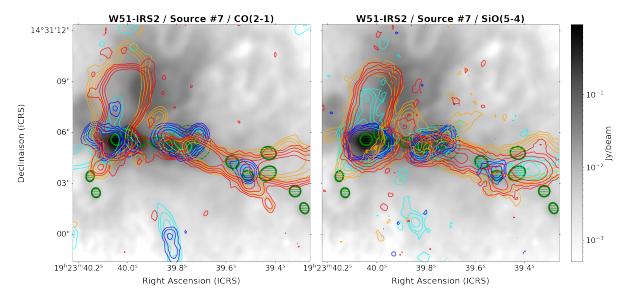 W51-IRS2 / Source #7 / CO(2-1)
W51-IRS2 / Source #7 / SiO(5-4)
14°31'12"
09"
06"
03"
00"
Declinaison (ICRS)
19ʰ23ᵐ40.2ˢ 40.0ˢ 39.8ˢ 39.6ˢ 39.4ˢ
19ʰ23ᵐ40.2ˢ 40.0ˢ 39.8ˢ 39.6ˢ 39.4ˢ
Right Ascension (ICRS)
Right Ascension (ICRS)
10⁻¹
10⁻²
10⁻³
Jy/beam